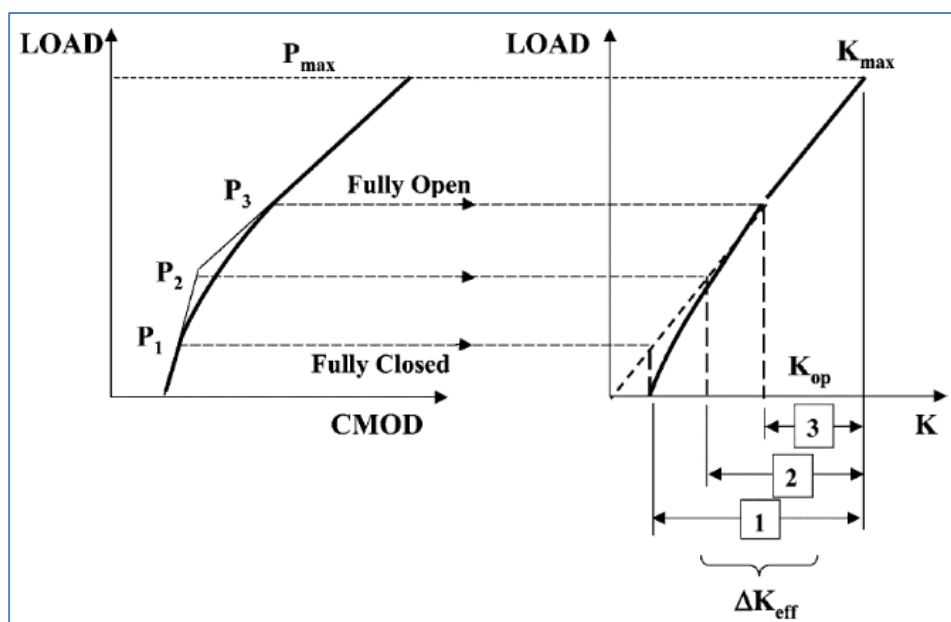 LOAD
P_max
P_3
P_2
P_1
Fully Open
Fully Closed
CMOD
LOAD
K_max
K_op
K
3
2
1
ΔK_eff